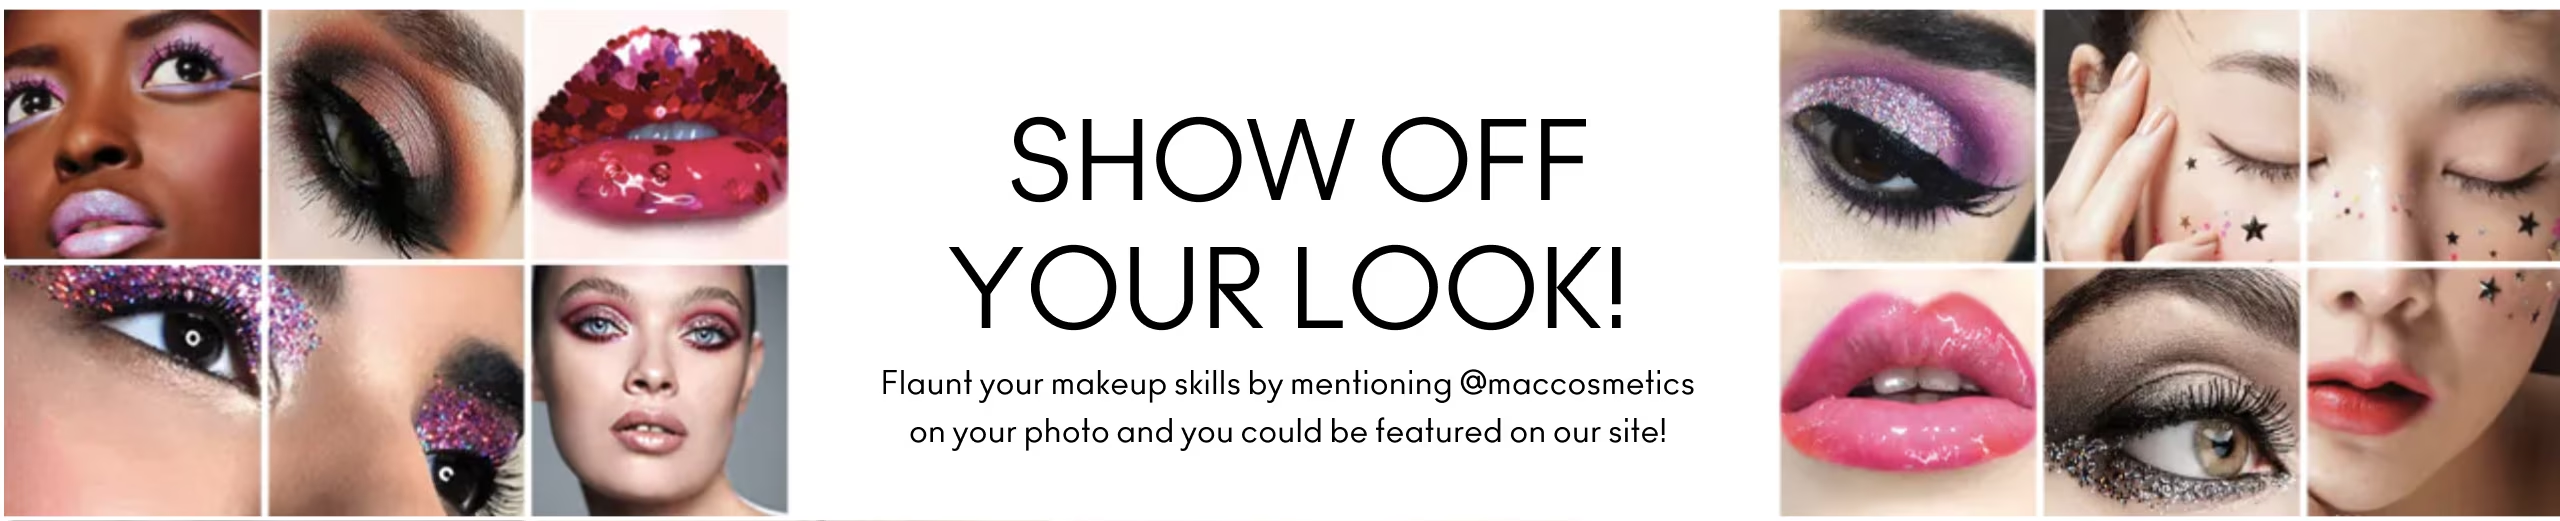 SHOW OFF
YOUR LOOK!
Flaunt your makeup skills by mentioning @maccosmetics
on your photo and you could be featured on our site!